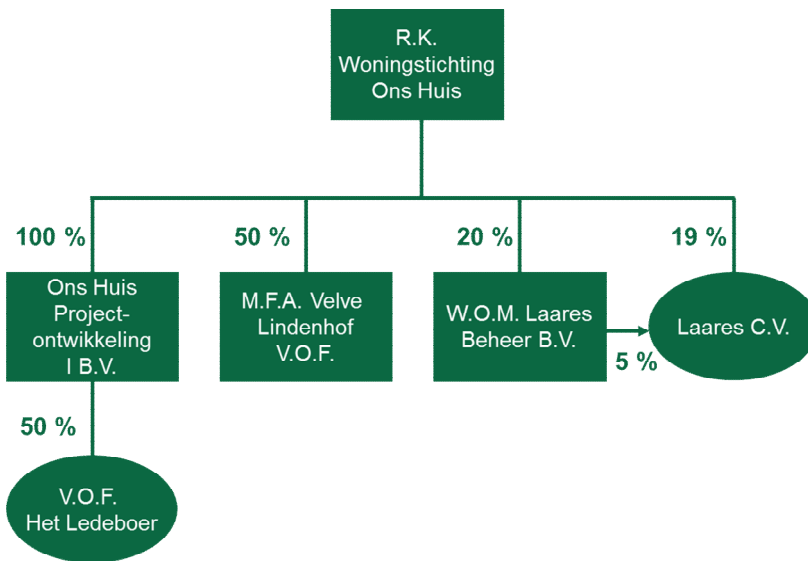 R.K.
Woningstichting
Ons Huis
100 %
50 %
20 %
19 %
Ons Huis
Project-
ontwikkeling
I B.V.
M.F.A. Velve
Lindenhof
V.O.F.
W.O.M. Laares
Beheer B.V.
5 %
Laares C.V.
50 %
V.O.F.
Het Ledeboer